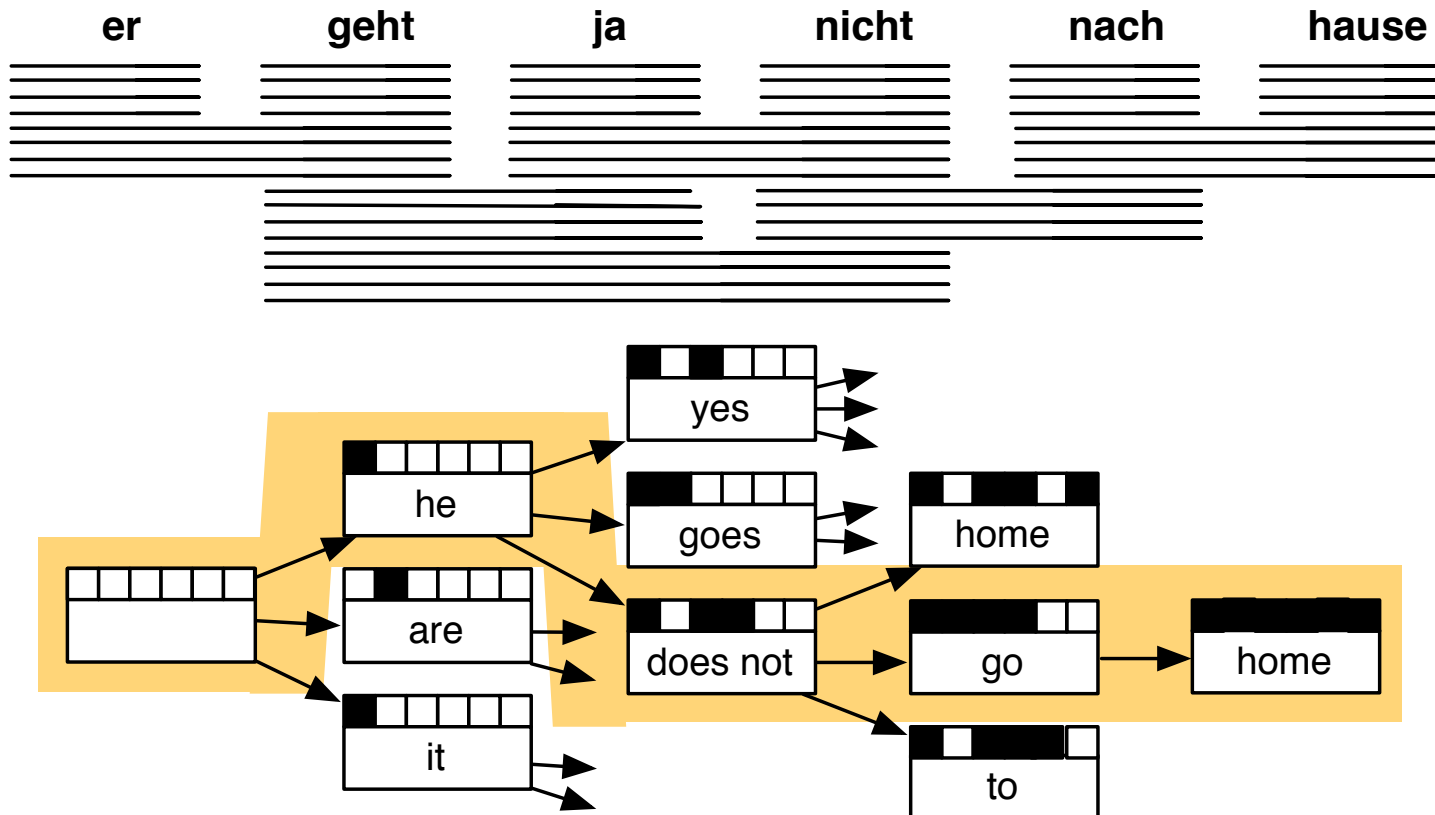 er geht ja nicht nach hause
yes
he
goes
home
are
does not
go
home
it
to